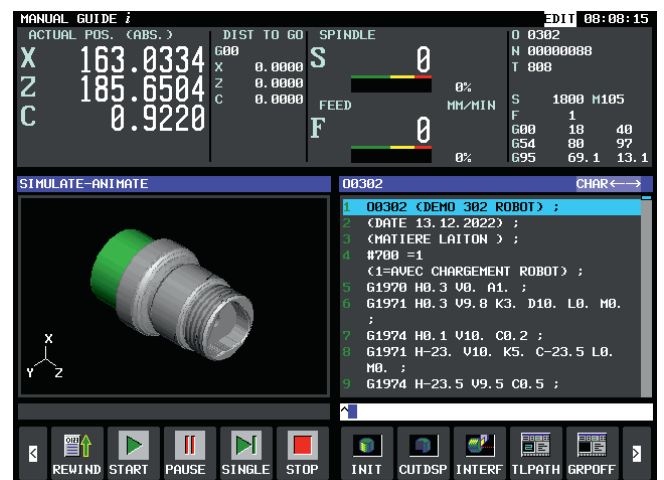 MANUAL GUIDE i
EDIT 08:08:15
ACTUAL POS. (ABS.)
X 163.0334
Z 185.6504
C 0.9220
DIST TO GO
G00
X 0.0000
Z 0.0000
C 0.0000
SPINDLE
S 0
0%
FEED MM/MIN
F 0
0%
O 0302
N 00000088
T 808
S 1800 M105
F 1
G00 18 40
G54 80 97
G95 69.1 13.1
SIMULATE-ANIMATE
X
Y Z
O0302 CHAR←→
1 O0302 (DEMO 302 ROBOT) ;
2 (DATE 13.12.2022) ;
3 (MATIERE LAITON ) ;
4 #700 =1
(1=AVEC CHARGEMENT ROBOT) ;
5 G1970 H0.3 V0. A1. ;
6 G1971 H0.3 V9.8 K3. D10. L0. M0.
;
7 G1974 H0.1 V10. C0.2 ;
8 G1971 H-23. V10. K5. C-23.5 L0.
M0. ;
9 G1974 H-23.5 V9.5 C0.5 ;
^
< REWIND START PAUSE SINGLE STOP
INIT CUTDSP INTERF TLPATH GRPOFF >